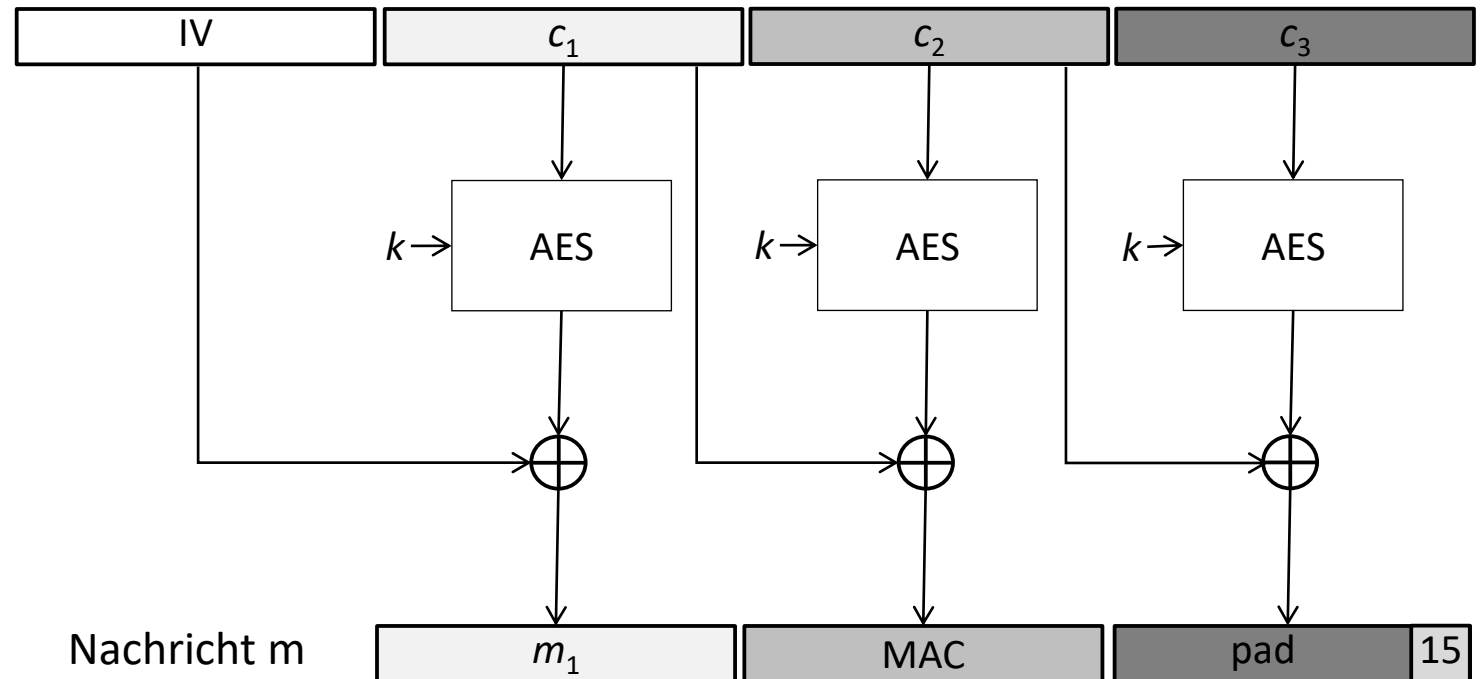 IV c₁ c₂ c₃
k AES k AES k AES
Nachricht m m₁ MAC pad 15